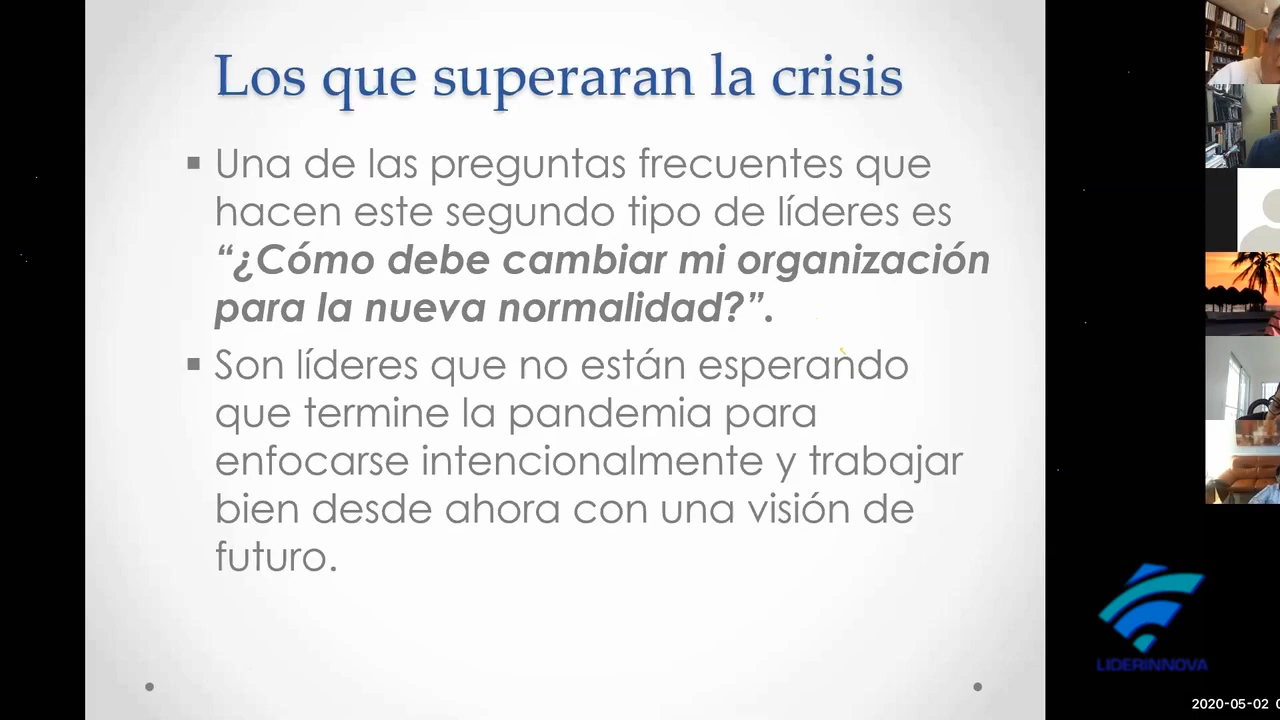 Los que superaran la crisis
Una de las preguntas frecuentes que
hacen este segundo tipo de líderes es
“¿Cómo debe cambiar mi organización
para la nueva normalidad?”.
Son líderes que no están esperando
que termine la pandemia para
enfocarse intencionalmente y trabajar
bien desde ahora con una visión de
futuro.
LIDERINNOVA
2020-05-02